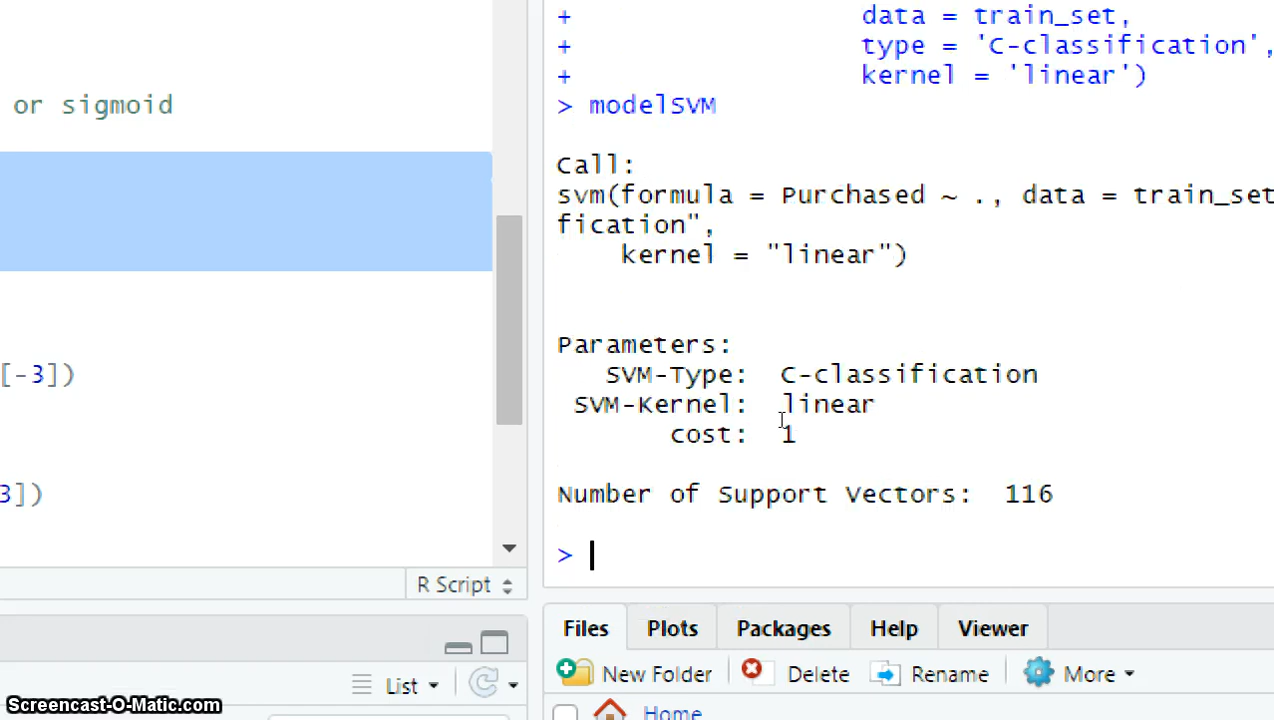 or sigmoid
[-3])
3])
R Script
List
Screencast-O-Matic.com
+ data = train_set,
+ type = 'C-classification',
+ kernel = 'linear')
> modelSVM
Call:
svm(formula = Purchased ~ ., data = train_set
fication",
kernel = "linear")
Parameters:
SVM-Type: C-classification
SVM-Kernel: linear
cost: 1
Number of Support Vectors: 116
>
Files Plots Packages Help Viewer
New Folder Delete Rename More
Home